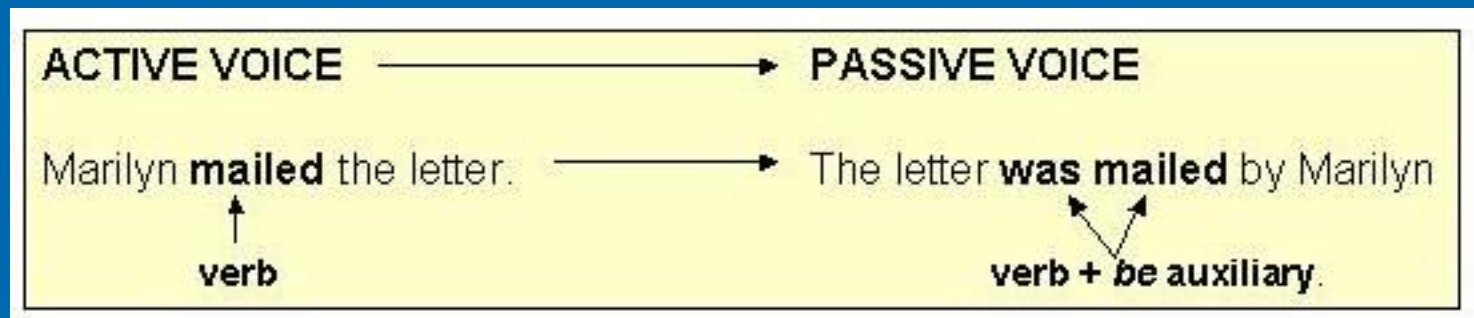 ACTIVE VOICE PASSIVE VOICE
Marilyn mailed the letter. The letter was mailed by Marilyn
verb verb + be auxiliary.